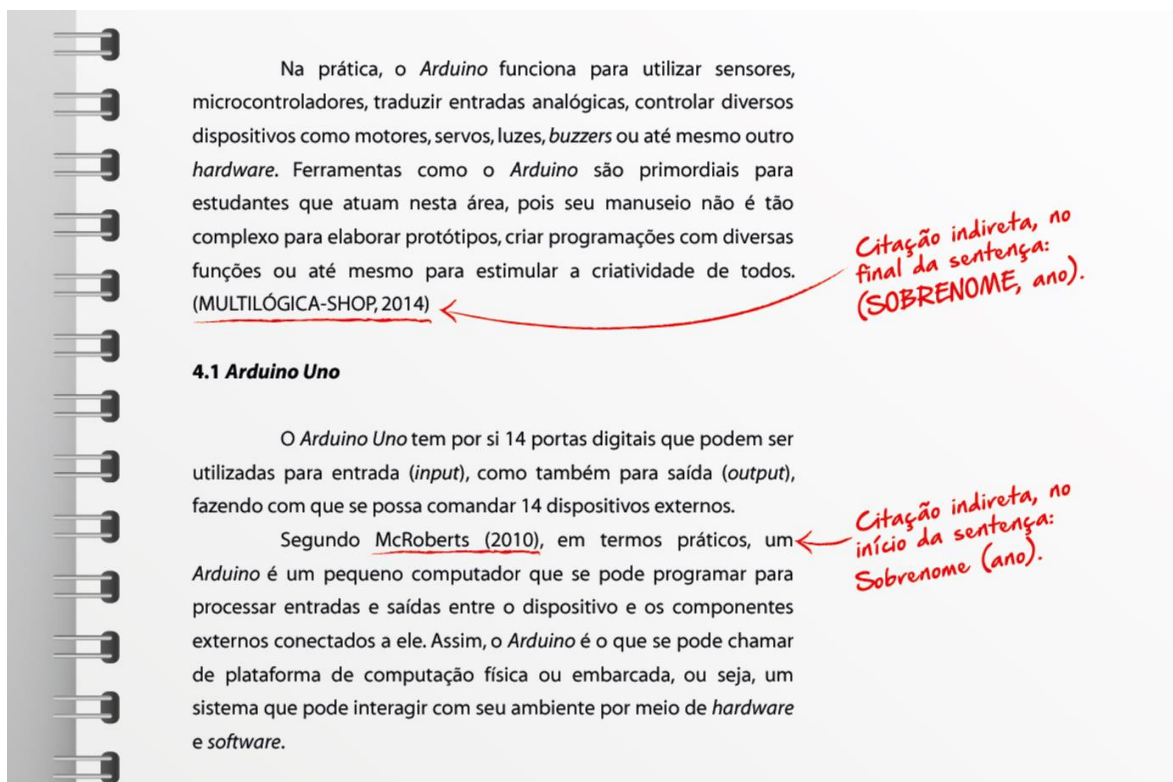 Na prática, o Arduino funciona para utilizar sensores,
microcontroladores, traduzir entradas analógicas, controlar diversos
dispositivos como motores, servos, luzes, buzzers ou até mesmo outro
hardware. Ferramentas como o Arduino são primordiais para
estudantes que atuam nesta área, pois seu manuseio não é tão
complexo para elaborar protótipos, criar programações com diversas
funções ou até mesmo para estimular a criatividade de todos.
(MULTILÓGICA-SHOP, 2014)
Citação indireta, no
final da sentença:
(SOBRENOME, ano).
4.1 Arduino Uno
O Arduino Uno tem por si 14 portas digitais que podem ser
utilizadas para entrada (input), como também para saída (output),
fazendo com que se possa comandar 14 dispositivos externos.
Segundo McRoberts (2010), em termos práticos, um
Arduino é um pequeno computador que se pode programar para
processar entradas e saídas entre o dispositivo e os componentes
externos conectados a ele. Assim, o Arduino é o que se pode chamar
de plataforma de computação física ou embarcada, ou seja, um
sistema que pode interagir com seu ambiente por meio de hardware
e software.
Citação indireta, no
início da sentença:
Sobrenome (ano).